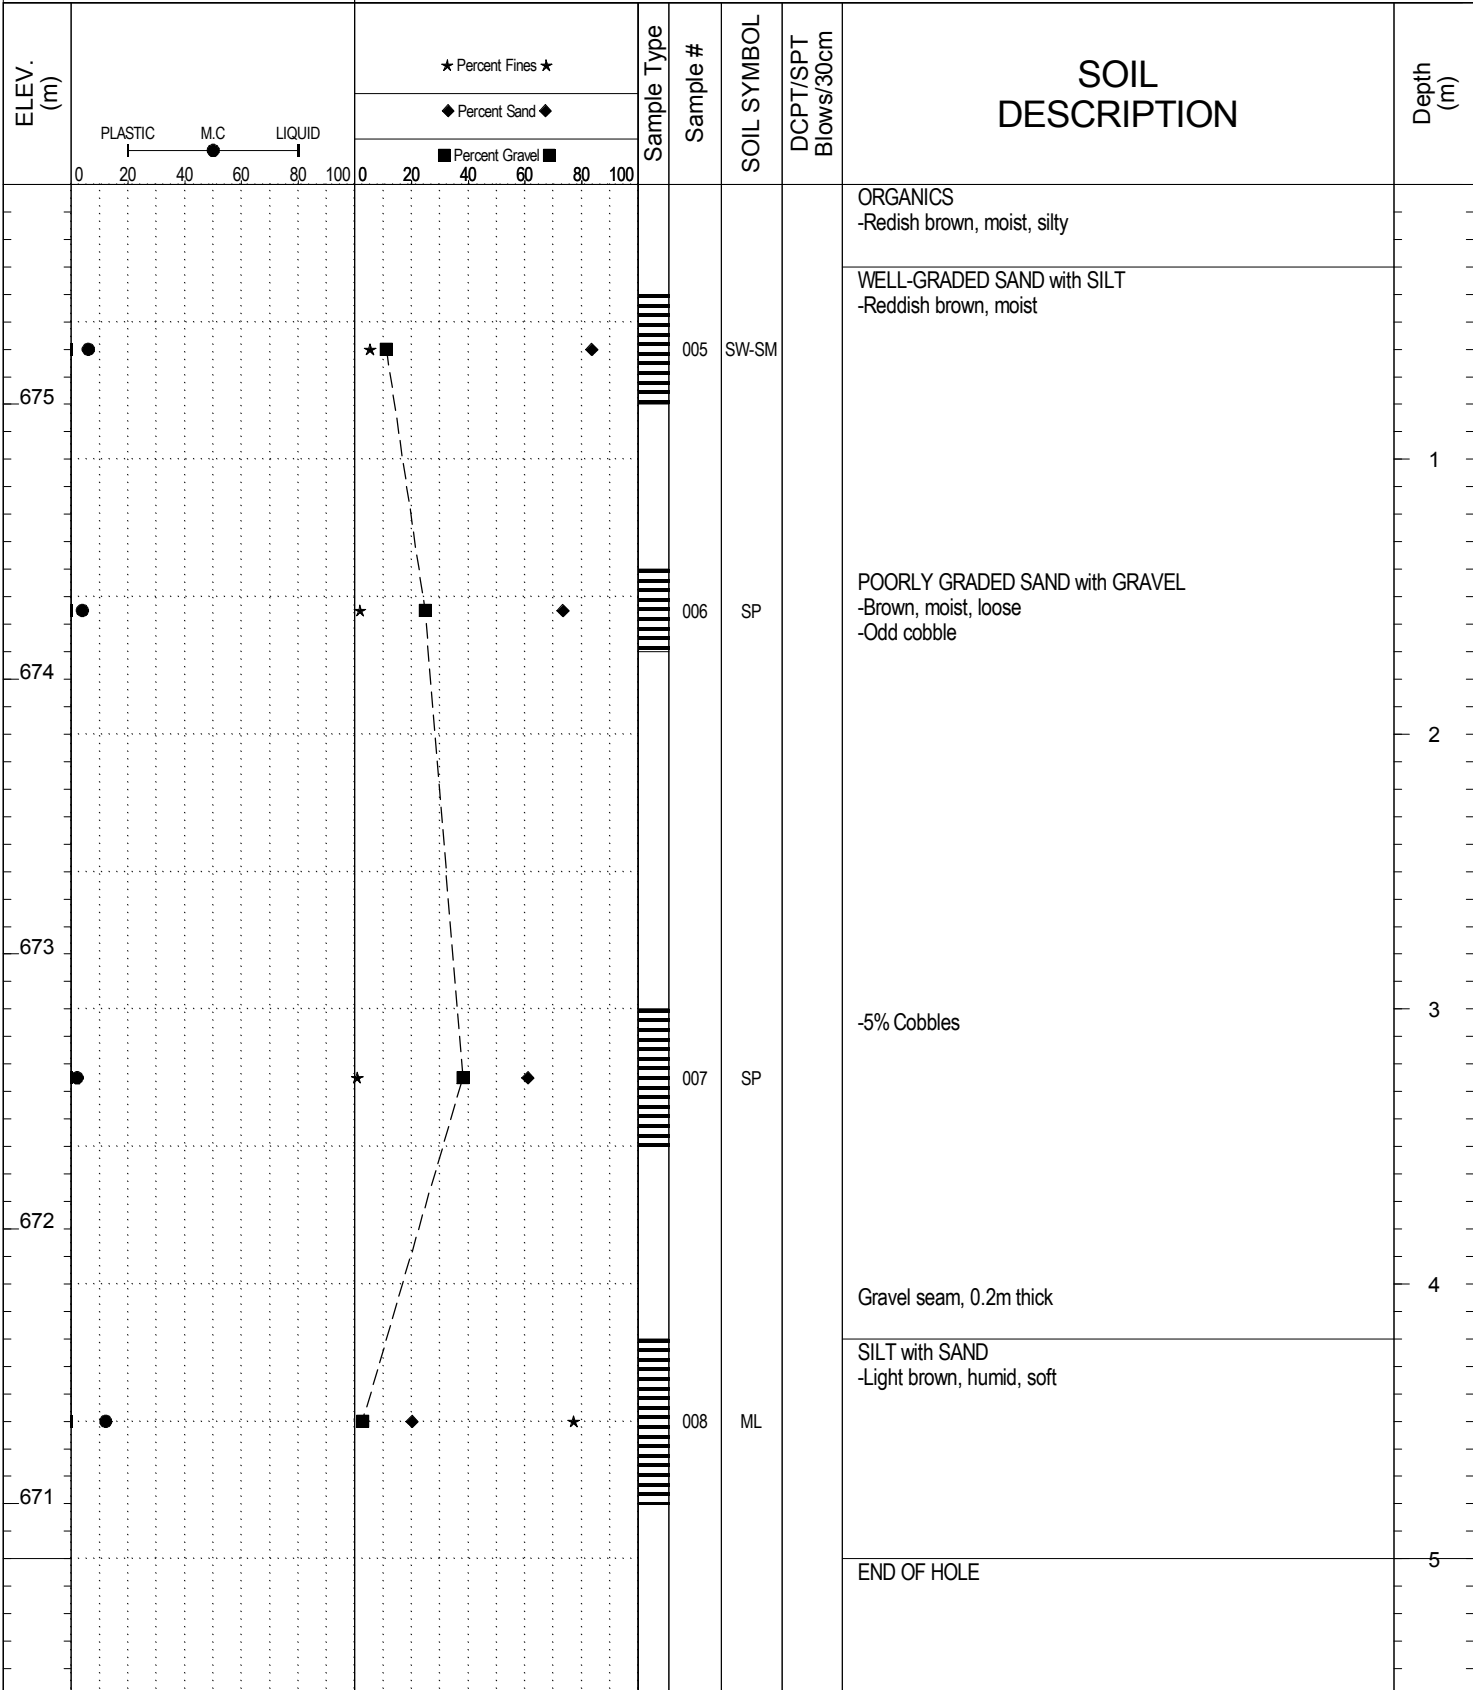 ELEV.
(m)
PLASTIC M.C LIQUID
0 20 40 60 80 100
★ Percent Fines ★
◆ Percent Sand ◆
■ Percent Gravel ■
0 20 40 60 80 100
Sample Type
Sample #
SOIL SYMBOL
DCPT/SPT
Blows/30cm
SOIL
DESCRIPTION
Depth
(m)
ORGANICS
-Redish brown, moist, silty
WELL-GRADED SAND with SILT
-Reddish brown, moist
005 SW-SM
675
1
POORLY GRADED SAND with GRAVEL
-Brown, moist, loose
006 SP
-Odd cobble
674
2
673
3
-5% Cobbles
007 SP
672
4
Gravel seam, 0.2m thick
SILT with SAND
-Light brown, humid, soft
008 ML
671
5
END OF HOLE